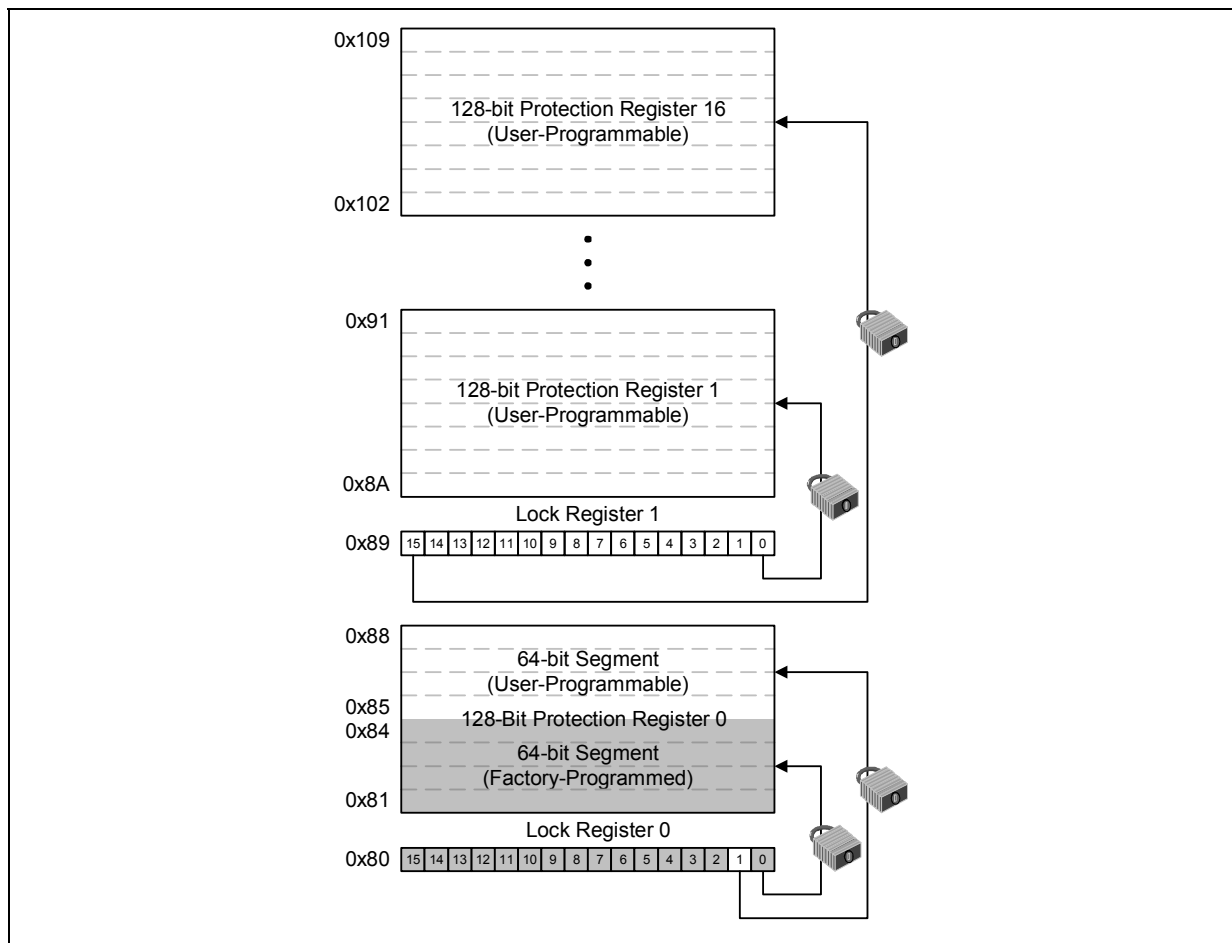 0x109
128-bit Protection Register 16
(User-Programmable)
0x102
0x91
128-bit Protection Register 1
(User-Programmable)
0x8A
Lock Register 1
0x89 15 14 13 12 11 10 9 8 7 6 5 4 3 2 1 0
0x88
64-bit Segment
(User-Programmable)
0x85
128-Bit Protection Register 0
0x84
64-bit Segment
(Factory-Programmed)
0x81
Lock Register 0
0x80 15 14 13 12 11 10 9 8 7 6 5 4 3 2 1 0